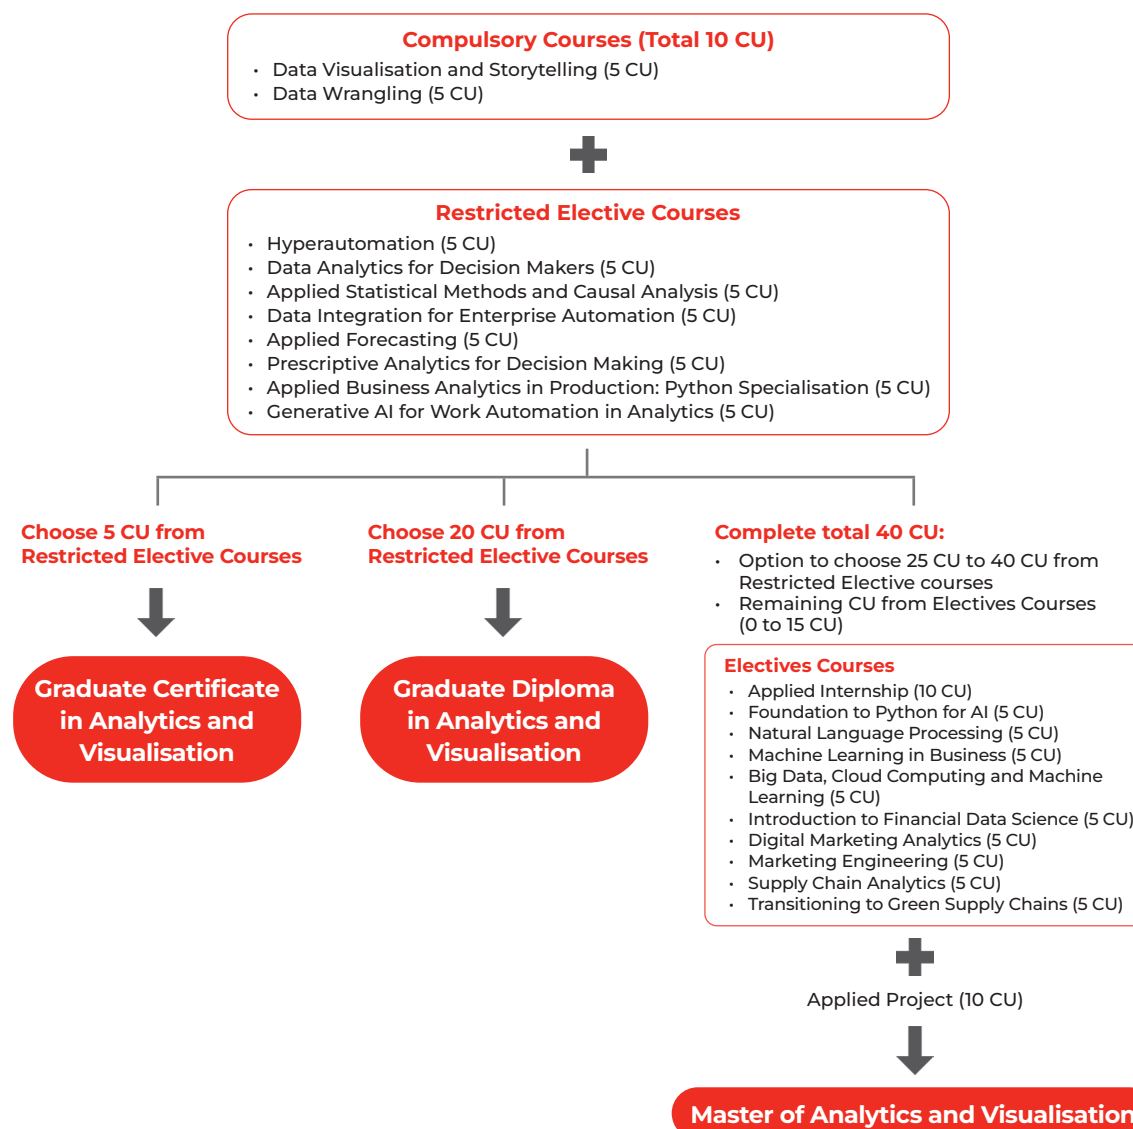 Compulsory Courses (Total 10 CU)
• Data Visualisation and Storytelling (5 CU)
• Data Wrangling (5 CU)
Restricted Elective Courses
• Hyperautomation (5 CU)
• Data Analytics for Decision Makers (5 CU)
• Applied Statistical Methods and Causal Analysis (5 CU)
• Data Integration for Enterprise Automation (5 CU)
• Applied Forecasting (5 CU)
• Prescriptive Analytics for Decision Making (5 CU)
• Applied Business Analytics in Production: Python Specialisation (5 CU)
• Generative AI for Work Automation in Analytics (5 CU)
Choose 5 CU from
Restricted Elective Courses
Graduate Certificate
in Analytics and
Visualisation
Choose 20 CU from
Restricted Elective Courses
Graduate Diploma
in Analytics and
Visualisation
Complete total 40 CU:
• Option to choose 25 CU to 40 CU from
Restricted Elective courses
• Remaining CU from Electives Courses
(0 to 15 CU)
Electives Courses
• Applied Internship (10 CU)
• Foundation to Python for AI (5 CU)
• Natural Language Processing (5 CU)
• Machine Learning in Business (5 CU)
• Big Data, Cloud Computing and Machine
Learning (5 CU)
• Introduction to Financial Data Science (5 CU)
• Digital Marketing Analytics (5 CU)
• Marketing Engineering (5 CU)
• Supply Chain Analytics (5 CU)
• Transitioning to Green Supply Chains (5 CU)
Applied Project (10 CU)
Master of Analytics and Visualisation